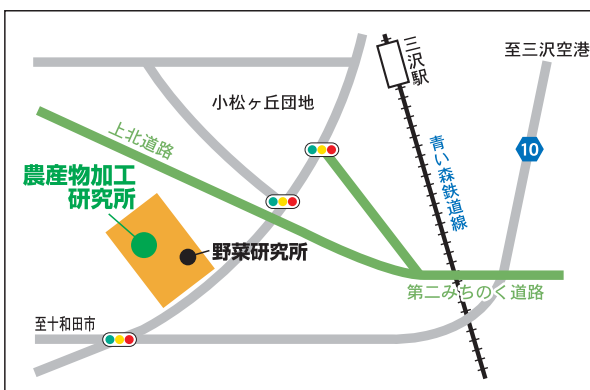 三沢駅
至三沢空港
小松ヶ丘団地
10
上北道路
青い森鉄道線
農産物加工
研究所
野菜研究所
第二みちのく道路
至十和田市